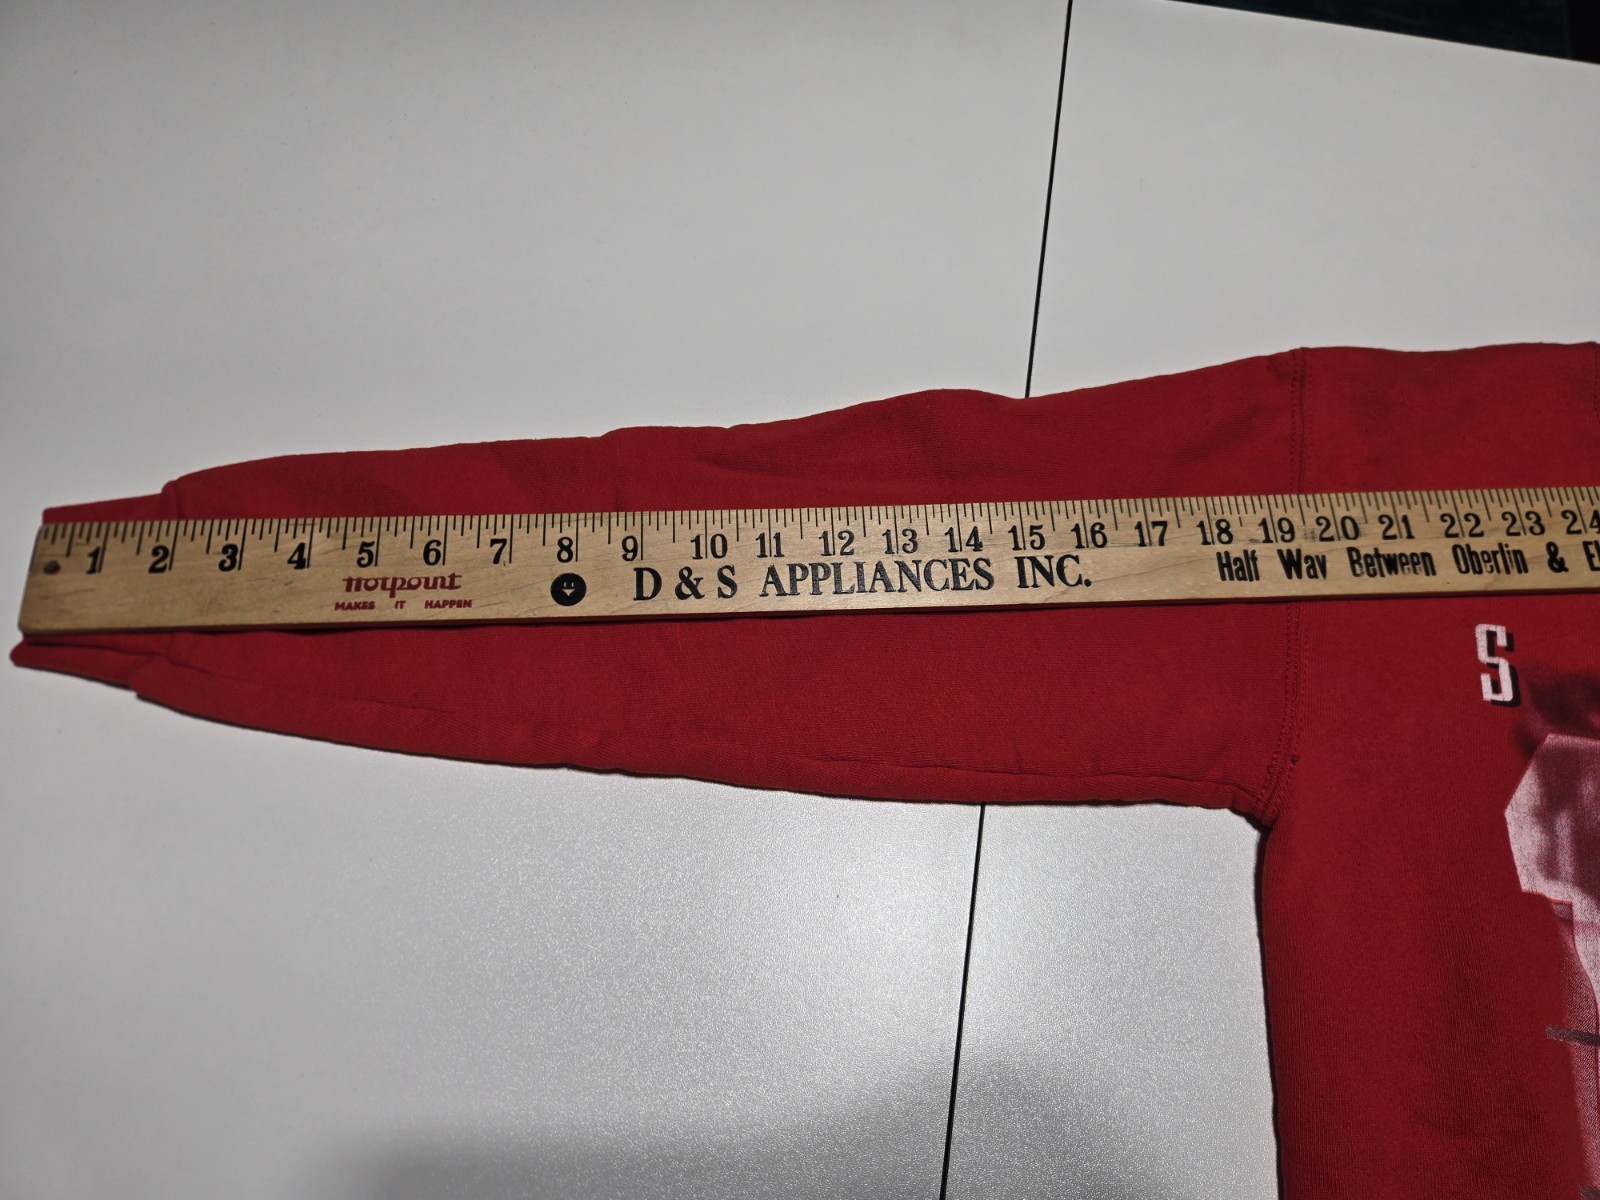 1 2 3 4 5 6 7 8 9 10 11 12 13 14 15 16 17 18 19 20 21 22 23 24
Hotpoint
MAKES IT HAPPEN
D & S APPLIANCES INC.
Half Way Between Oberlin &
S